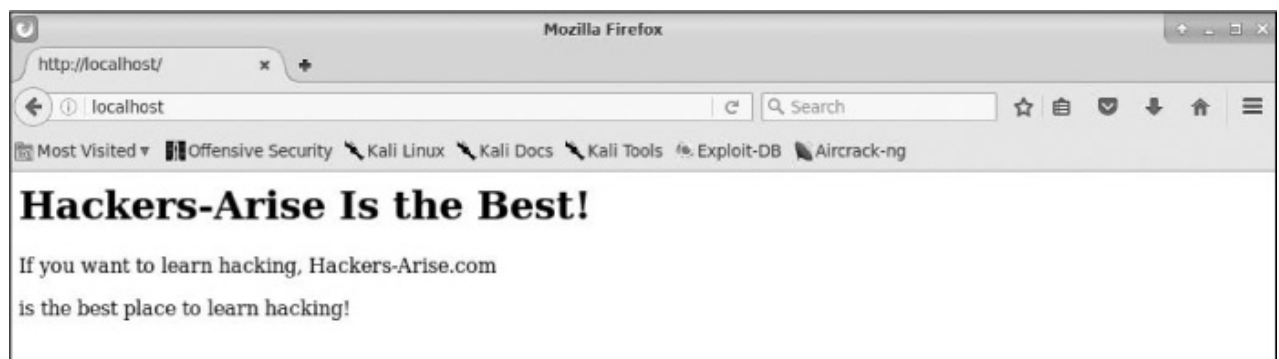 Mozilla Firefox
http://localhost/
localhost
Search
Most Visited Offensive Security Kali Linux Kali Docs Kali Tools Exploit-DB Aircrack-ng
Hackers-Arise Is the Best!
If you want to learn hacking, Hackers-Arise.com
is the best place to learn hacking!